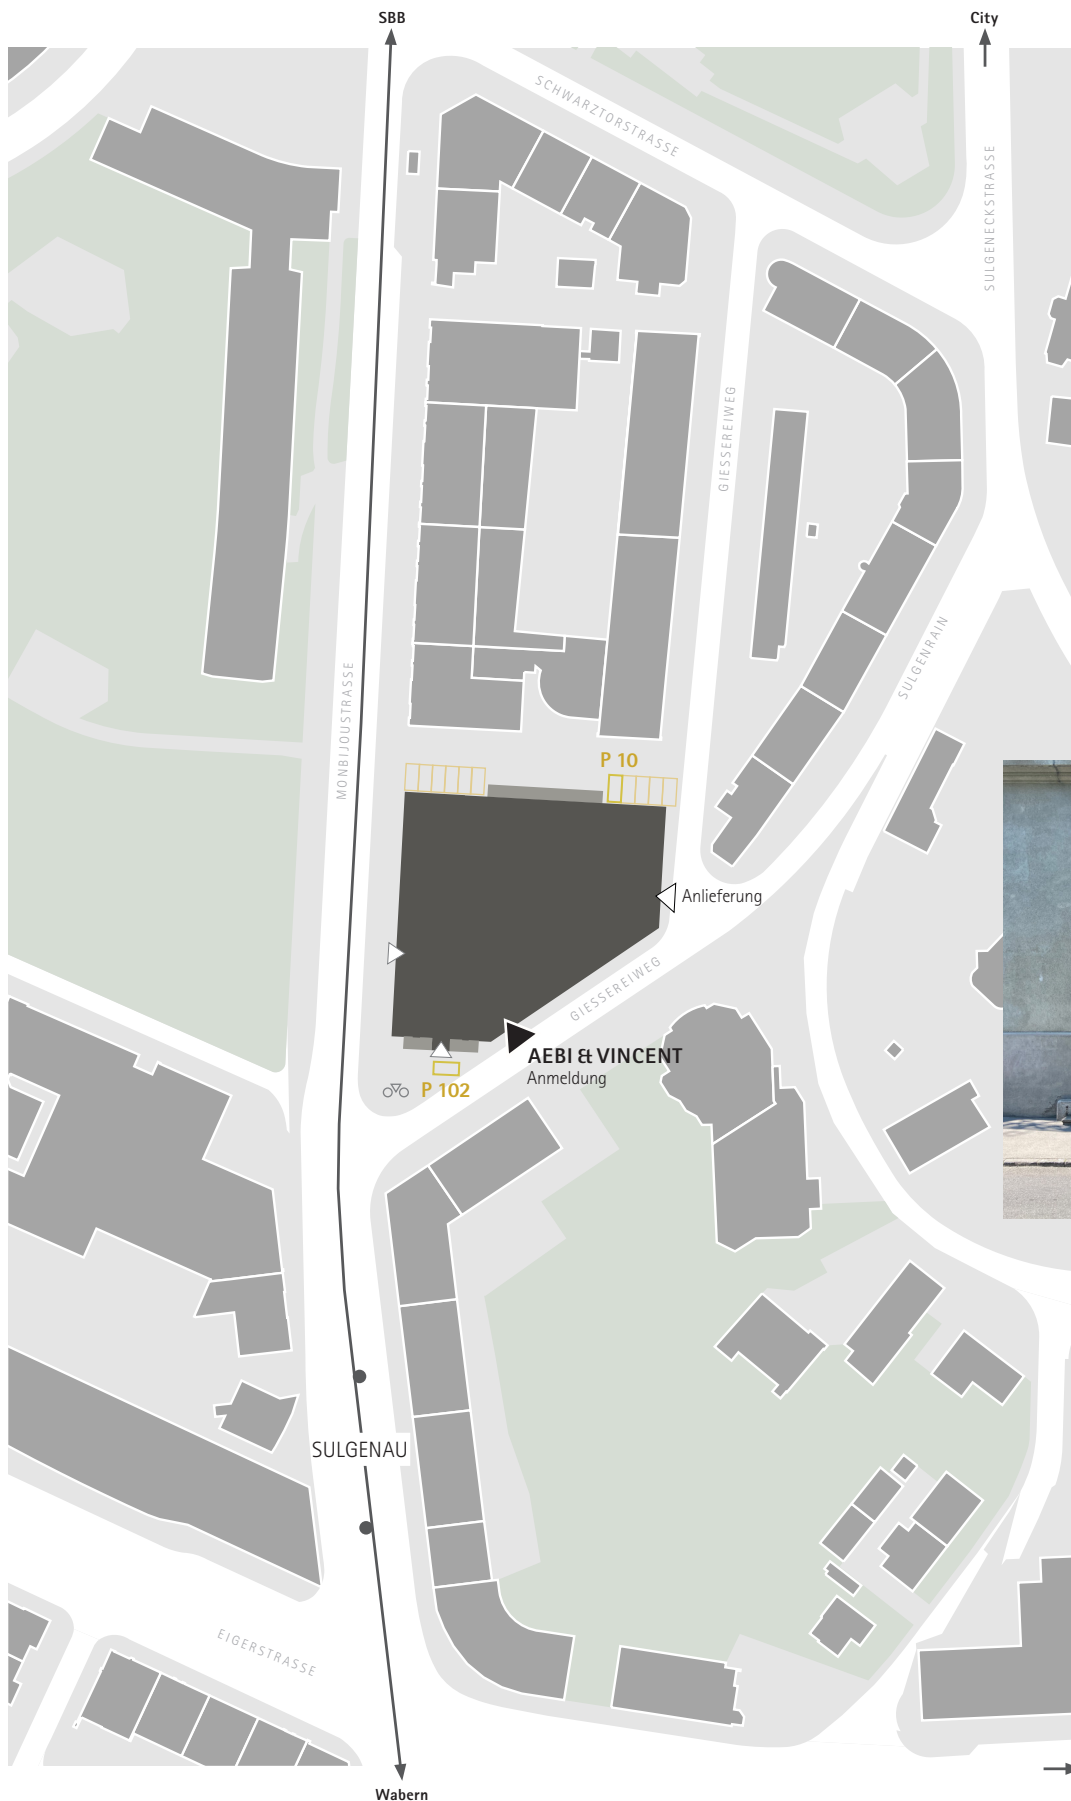 SBB
City
SCHWARZTORSTRASSE
SULGENECKSTRASSE
GIESSEREIWEG
SULGENRAIN
MONBIJOUSTRASSE
P 10
Anlieferung
GIESSEREIWEG
AEBI & VINCENT
Anmeldung
P 102
SULGENAU
EIGERSTRASSE
Wabern